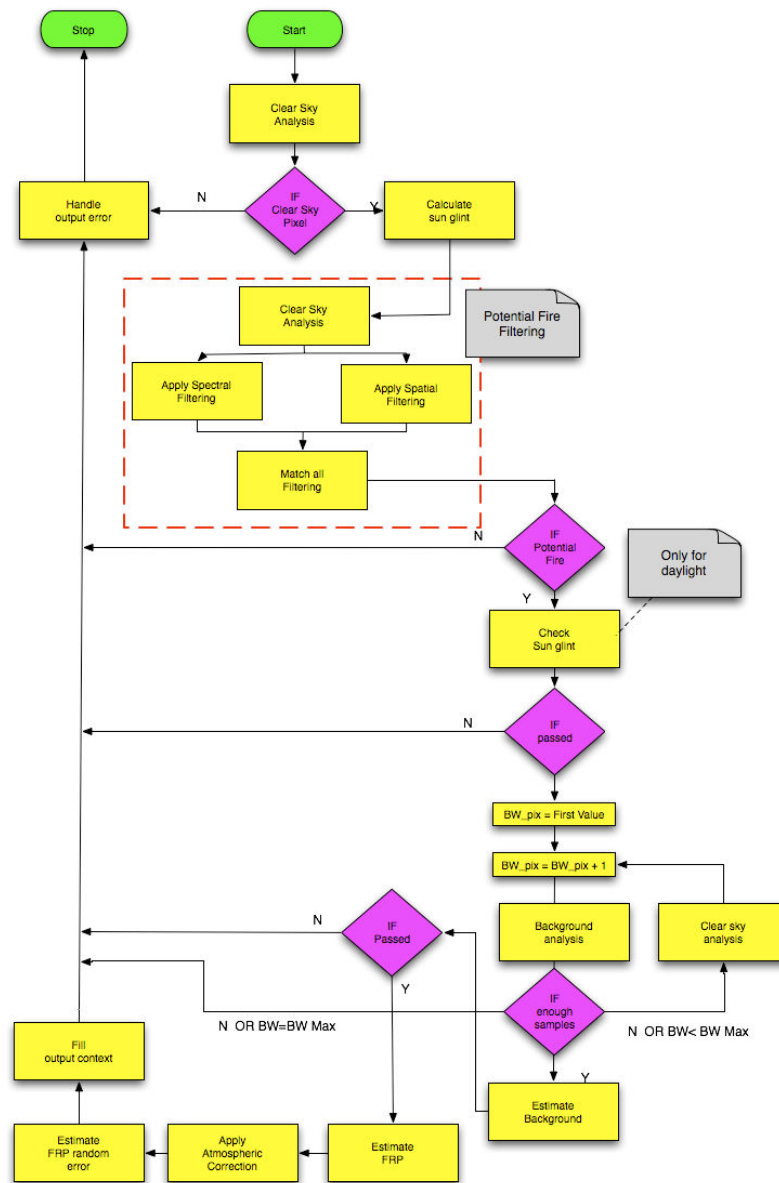 Stop
Start
Clear Sky
Analysis
Handle
output error
N
IF
Clear Sky
Pixel
Y
Calculate
sun glint
Clear Sky
Analysis
Potential Fire
Filtering
Apply Spectral
Filtering
Apply Spatial
Filtering
Match all
Filtering
N
IF
Potential
Fire
Only for
daylight
Y
Check
Sun glint
N
IF
passed
BW_pix = First Value
BW_pix = BW_pix + 1
N
IF
Passed
Background
analysis
Clear sky
analysis
Y
IF
enough
samples
N OR BW=BW Max
N OR BW< BW Max
Fill
output context
Y
Estimate
Background
Estimate
FRP random
error
Apply
Atmospheric
Correction
Estimate
FRP